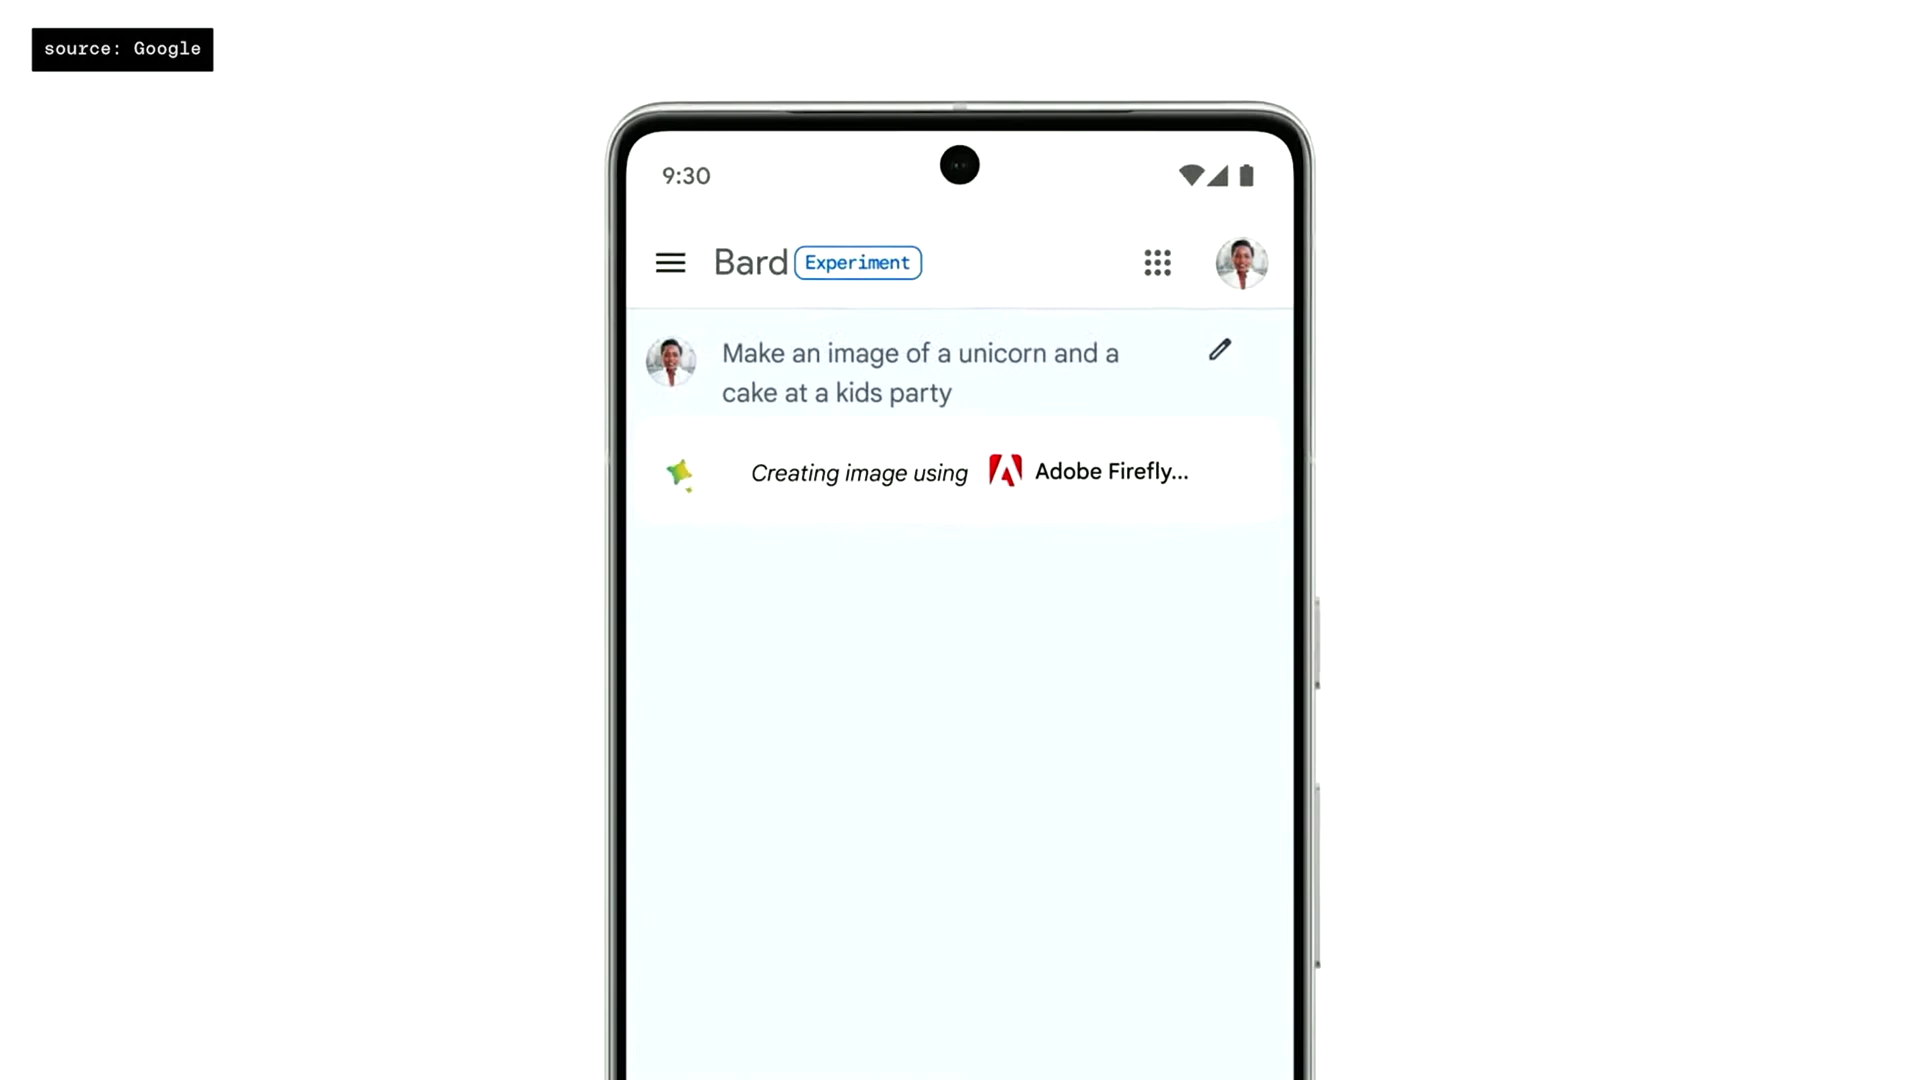 source: Google
9:30
Bard Experiment
Make an image of a unicorn and a
cake at a kids party
Creating image using Adobe Firefly...